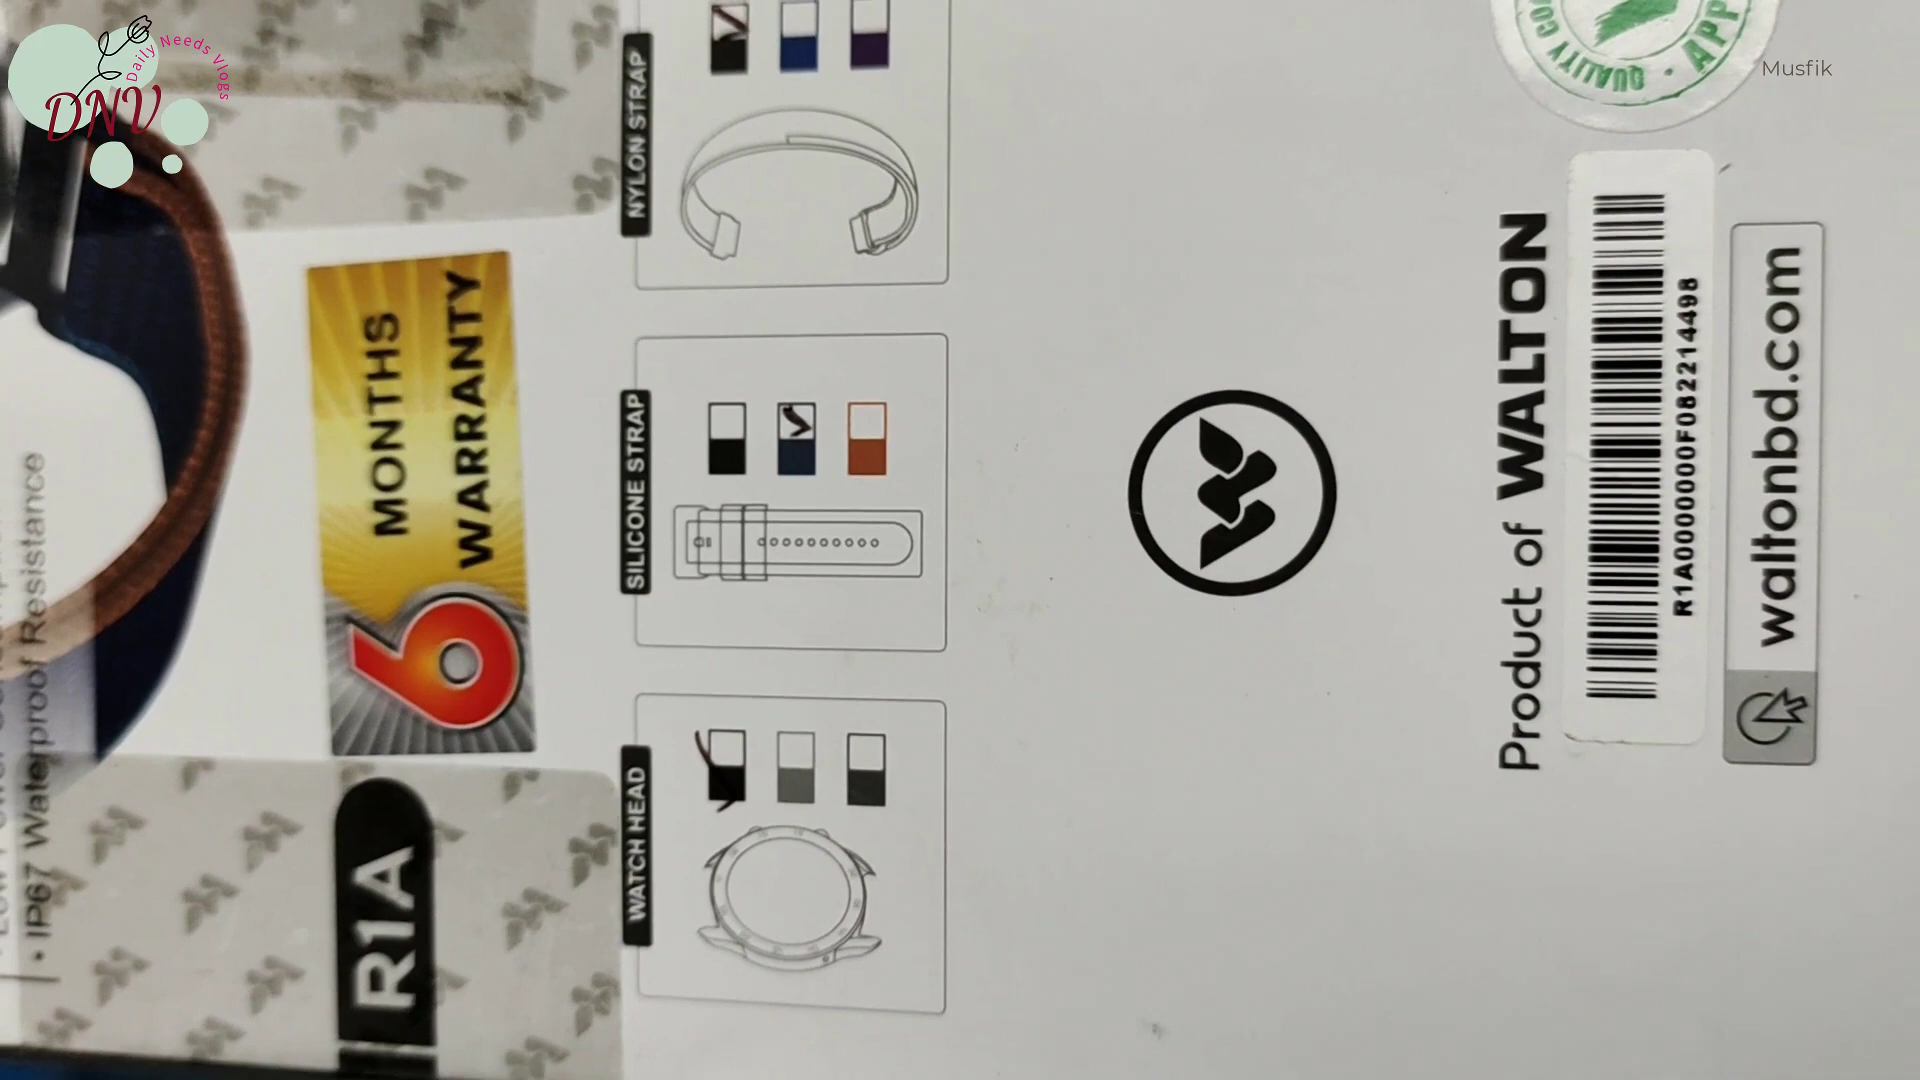 Daily Needs Vlogs
DNV
Musfik
• IP67 Waterproof Resistance
6
MONTHS
WARRANTY
R1A
WATCH HEAD
SILICONE STRAP
NYLON STRAP
Product of WALTON
R1A000000F082214498
waltonbd.com
QUALITY CO
APP